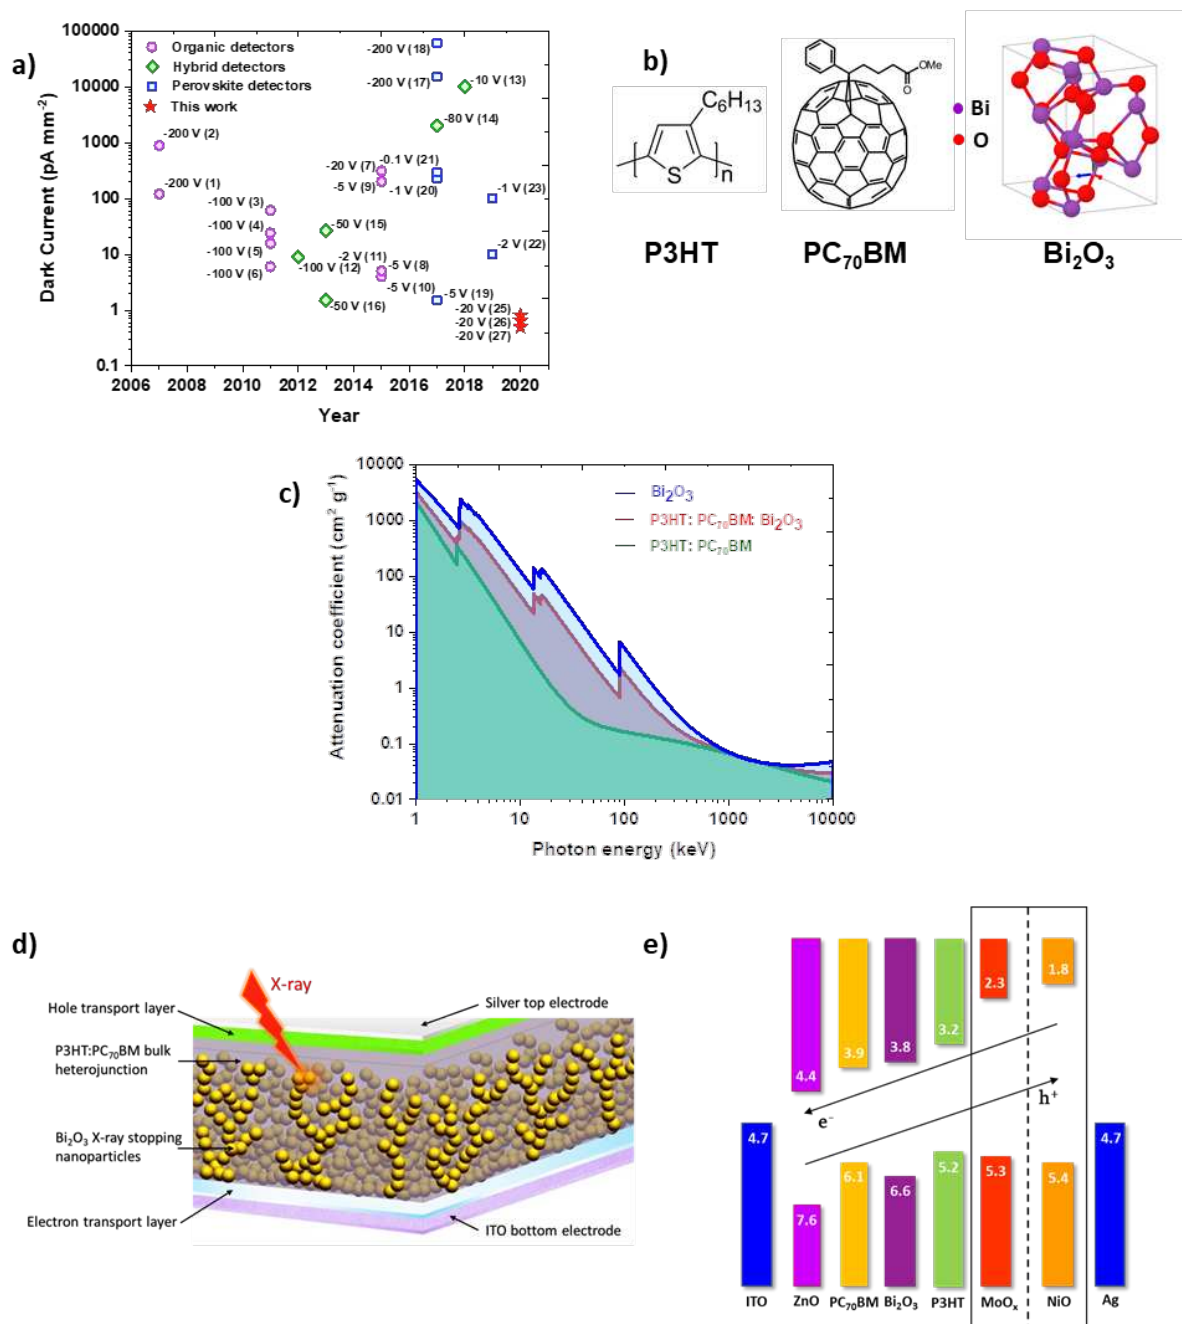 a)
100000
10000
1000
100
10
1
0.1
Dark Current (pA mm⁻²)
Organic detectors
Hybrid detectors
Perovskite detectors
This work
-200 V (18)
-200 V (17)
-10 V (13)
-80 V (14)
-200 V (2)
-200 V (1)
-20 V (7)
-0.1 V (21)
-5 V (9)
-1 V (20)
-1 V (23)
-100 V (3)
-100 V (4)
-50 V (15)
-100 V (5)
-2 V (11)
-5 V (8)
-2 V (22)
-100 V (6)
-100 V (12)
-5 V (10)
-5 V (19)
-50 V (16)
-20 V (25)
-20 V (26)
-20 V (27)
2006 2008 2010 2012 2014 2016 2018 2020
Year
b)
C₆H₁₃
S
n
P3HT
OMe
O
PC₇₀BM
Bi
O
Bi₂O₃
c)
10000
1000
100
10
1
0.1
0.01
Attenuation coefficient (cm² g⁻¹)
Bi₂O₃
P3HT: PC₇₀BM: Bi₂O₃
P3HT: PC₇₀BM
1 10 100 1000 10000
Photon energy (keV)
d)
X-ray
Hole transport layer
Silver top electrode
P3HT:PC₇₀BM bulk
heterojunction
Bi₂O₃ X-ray stopping
nanoparticles
Electron transport layer
ITO bottom electrode
e)
4.4
3.9
3.8
3.2
2.3
1.8
e⁻
h⁺
4.7
7.6
6.1
6.6
5.2
5.3
5.4
4.7
ITO ZnO PC₇₀BM Bi₂O₃ P3HT MoOₓ NiO Ag